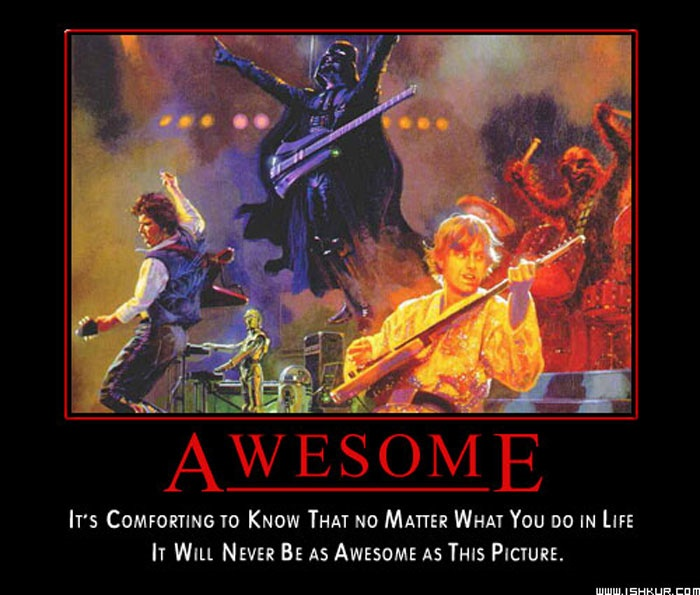 AWESOME
IT'S COMFORTING TO KNOW THAT NO MATTER WHAT YOU DO IN LIFE
IT WILL NEVER BE AS AWESOME AS THIS PICTURE.
WWW.ISHKUR.COM